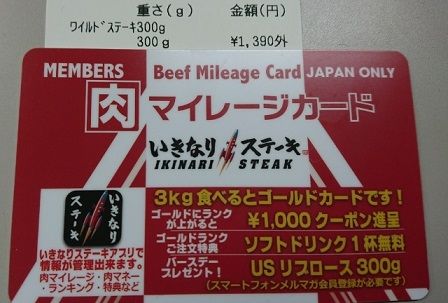 重さ(g) 金額(円)
ワイルドステーキ300g
300g ¥1,390外
MEMBERS Beef Mileage Card JAPAN ONLY
肉マイレージカード
いきなりステーキ
IKINARI STEAK
3kg食べるとゴールドカードです!
ゴールドにランクが上がると ¥1,000クーポン進呈
ゴールドランクご注文特典 ソフトドリンク1杯無料
バースデープレゼント! USリブロース300g
(スマートフォンメルマガ会員登録が必要です)
いきなりステーキ
いきなりステーキアプリで
情報が管理出来ます。
肉マイレージ・肉マネー
・ランキング・特典など